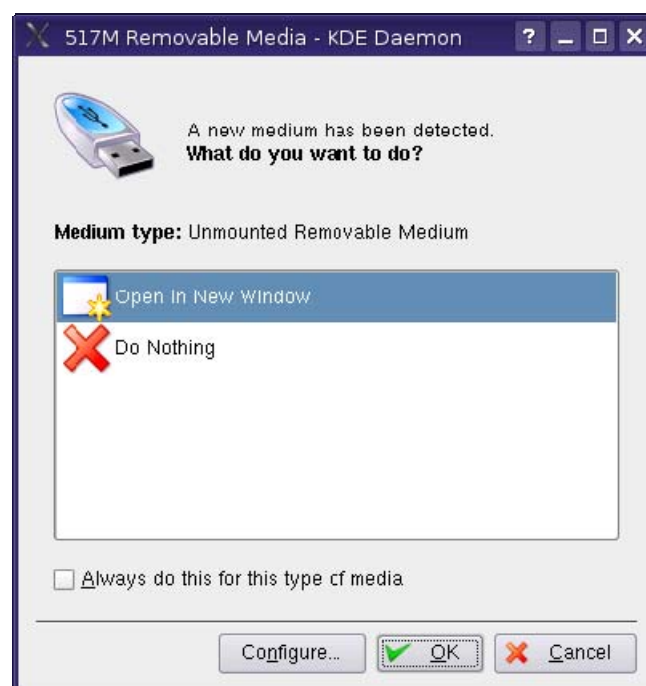 517M Removable Media - KDE Daemon
A new medium has been detected.
What do you want to do?
Medium type: Unmounted Removable Medium
Open In New Window
Do Nothing
Always do this for this type of media
Configure...
OK
Cancel